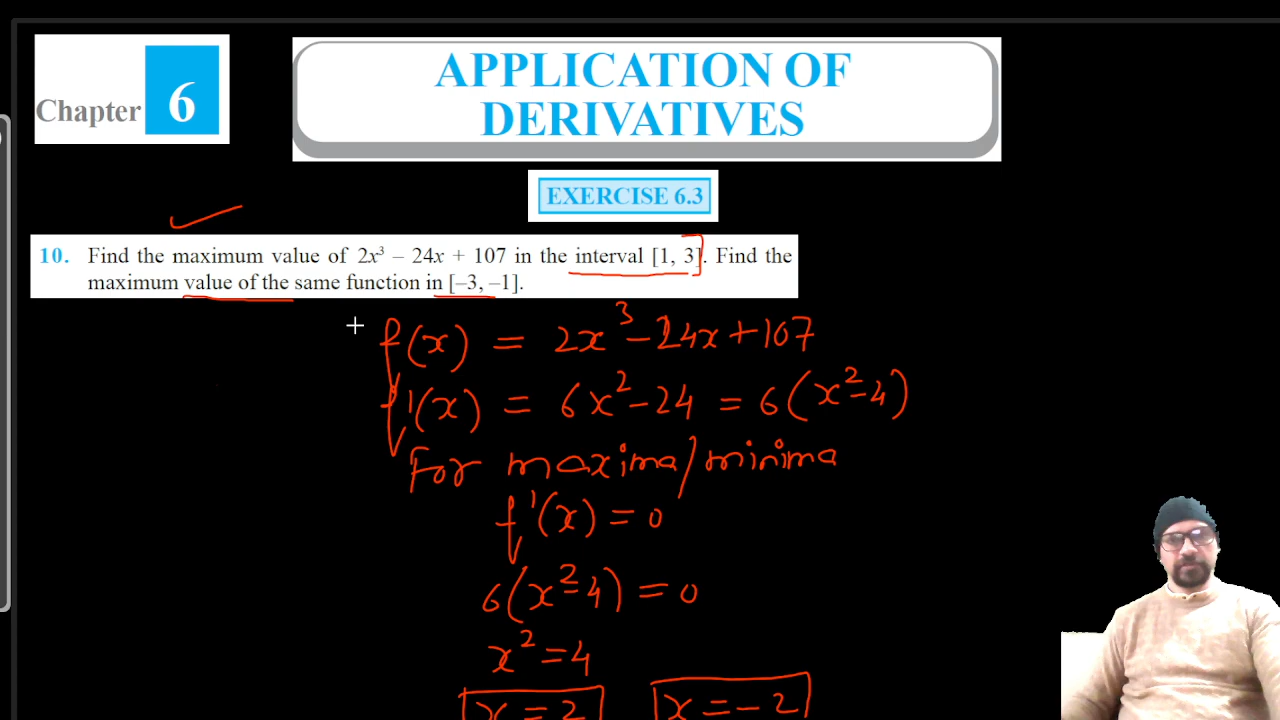 Chapter 6
APPLICATION OF
DERIVATIVES
EXERCISE 6.3
10. Find the maximum value of 2x³ – 24x + 107 in the interval [1, 3]. Find the
maximum value of the same function in [–3, –1].
f(x) = 2x³ - 24x + 107
f'(x) = 6x² - 24 = 6(x² - 4)
For maxima/minima
f'(x) = 0
6(x² - 4) = 0
x² = 4
x = 2 x = -2